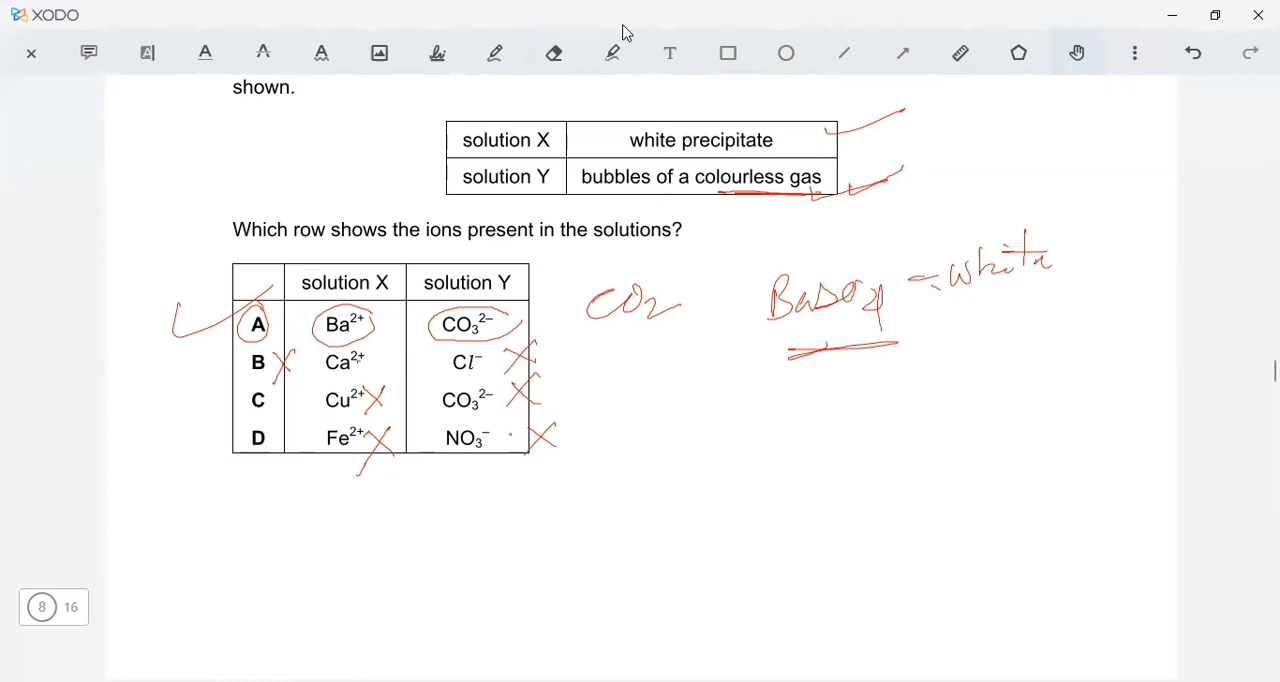 XODO
T
shown.
solution X white precipitate
solution Y bubbles of a colourless gas
Which row shows the ions present in the solutions?
solution X solution Y
A Ba²⁺ CO₃²⁻
B Ca²⁺ Cl⁻
C Cu²⁺ CO₃²⁻
D Fe²⁺ NO₃⁻
CO2
BaSO4
white
8 16